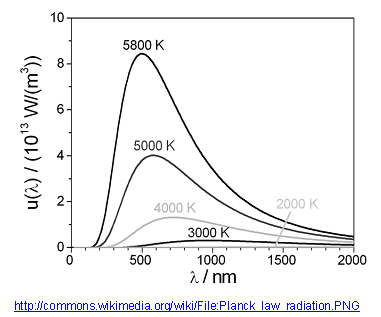 10
8
6
4
2
0
u(λ) / (10¹³ W/(m³))
5800 K
5000 K
4000 K
2000 K
3000 K
0 500 1000 1500 2000
λ / nm
http://commons.wikimedia.org/wiki/File:Planck_law_radiation.PNG